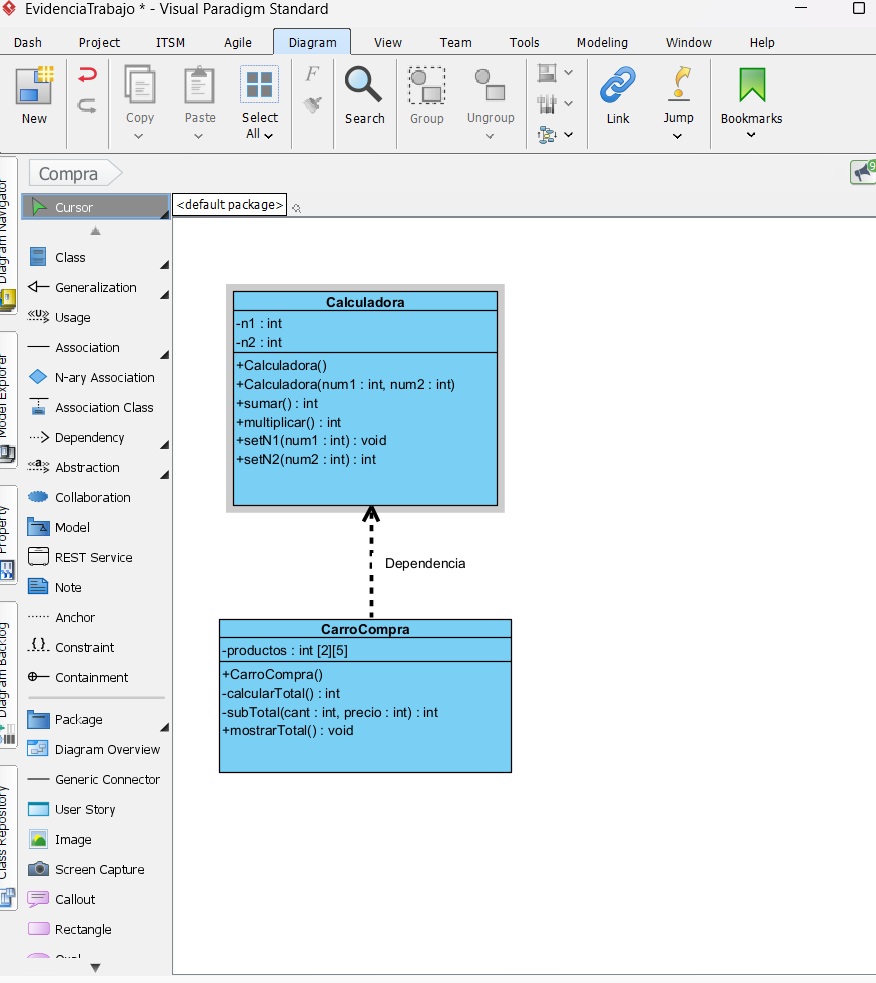 EvidenciaTrabajo * - Visual Paradigm Standard
Dash Project ITSM Agile Diagram View Team Tools Modeling Window Help
New Copy Paste Select All F Search Group Ungroup Link Jump Bookmarks
Compra
9
Cursor
<default package>
Class
Generalization
«U» Usage
Association
N-ary Association
Association Class
Dependency
«a» Abstraction
Collaboration
Model
REST Service
Note
Anchor
{.} Constraint
Containment
Package
Diagram Overview
Generic Connector
User Story
Image
Screen Capture
Callout
Rectangle
Diagram Navigator
Model Explorer
Property
Diagram Backlog
Class Repository
Calculadora
-n1 : int
-n2 : int
+Calculadora()
+Calculadora(num1 : int, num2 : int)
+sumar() : int
+multiplicar() : int
+setN1(num1 : int) : void
+setN2(num2 : int) : int
Dependencia
CarroCompra
-productos : int [2][5]
+CarroCompra()
-calcularTotal() : int
-subTotal(cant : int, precio : int) : int
+mostrarTotal() : void